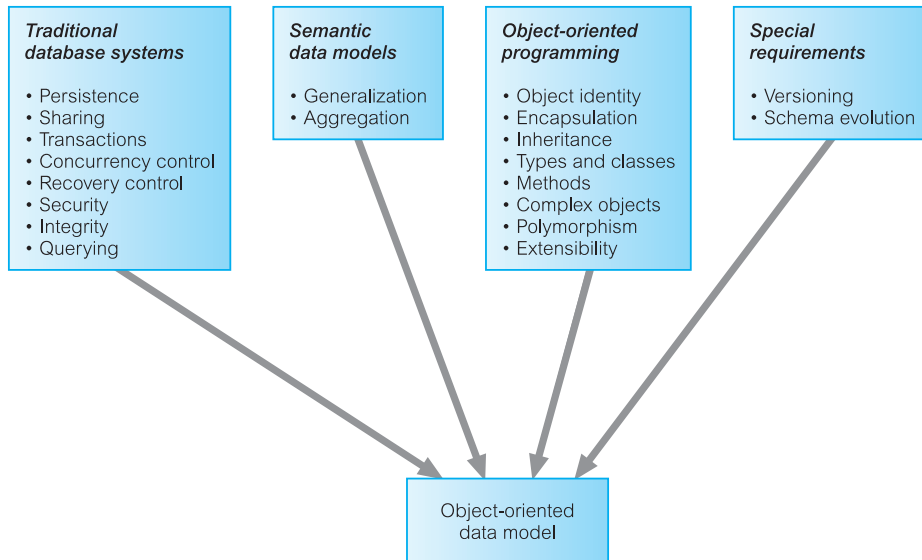 Traditional
database systems
• Persistence
• Sharing
• Transactions
• Concurrency control
• Recovery control
• Security
• Integrity
• Querying
Semantic
data models
• Generalization
• Aggregation
Object-oriented
programming
• Object identity
• Encapsulation
• Inheritance
• Types and classes
• Methods
• Complex objects
• Polymorphism
• Extensibility
Special
requirements
• Versioning
• Schema evolution
Object-oriented
data model